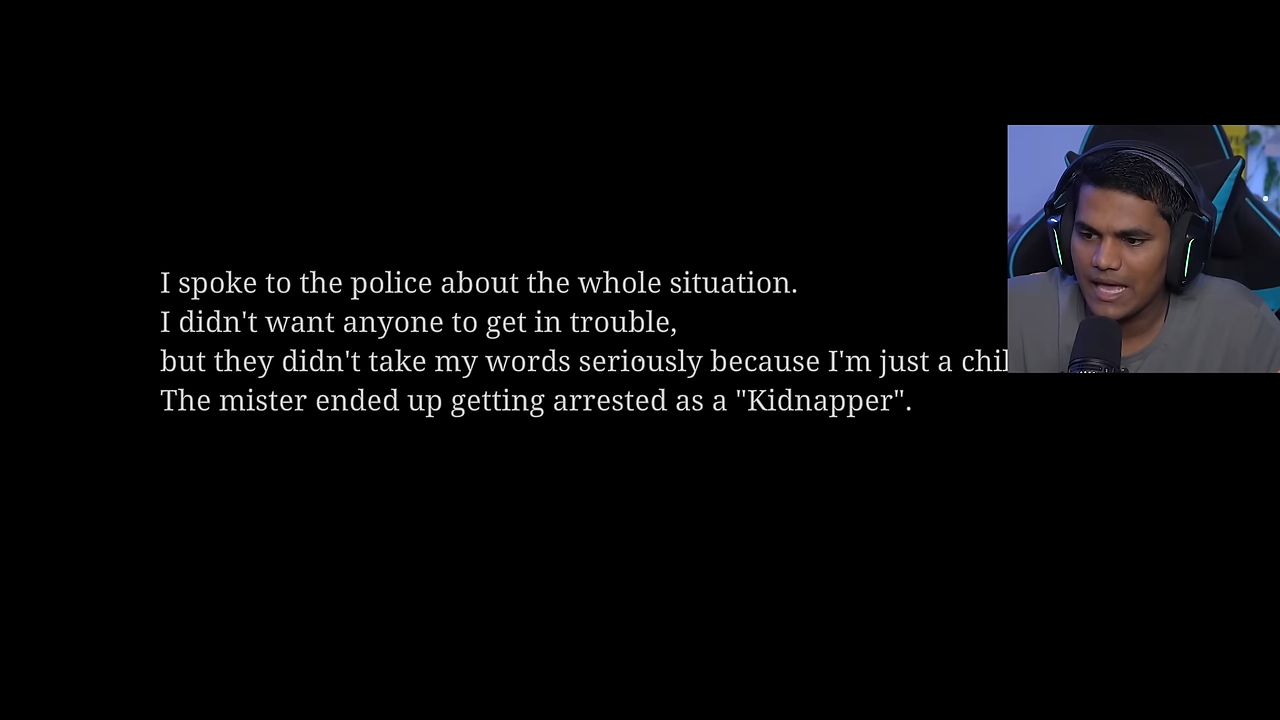 I spoke to the police about the whole situation.
I didn't want anyone to get in trouble,
but they didn't take my words seriously because I'm just a
The mister ended up getting arrested as a "Kidnapper".